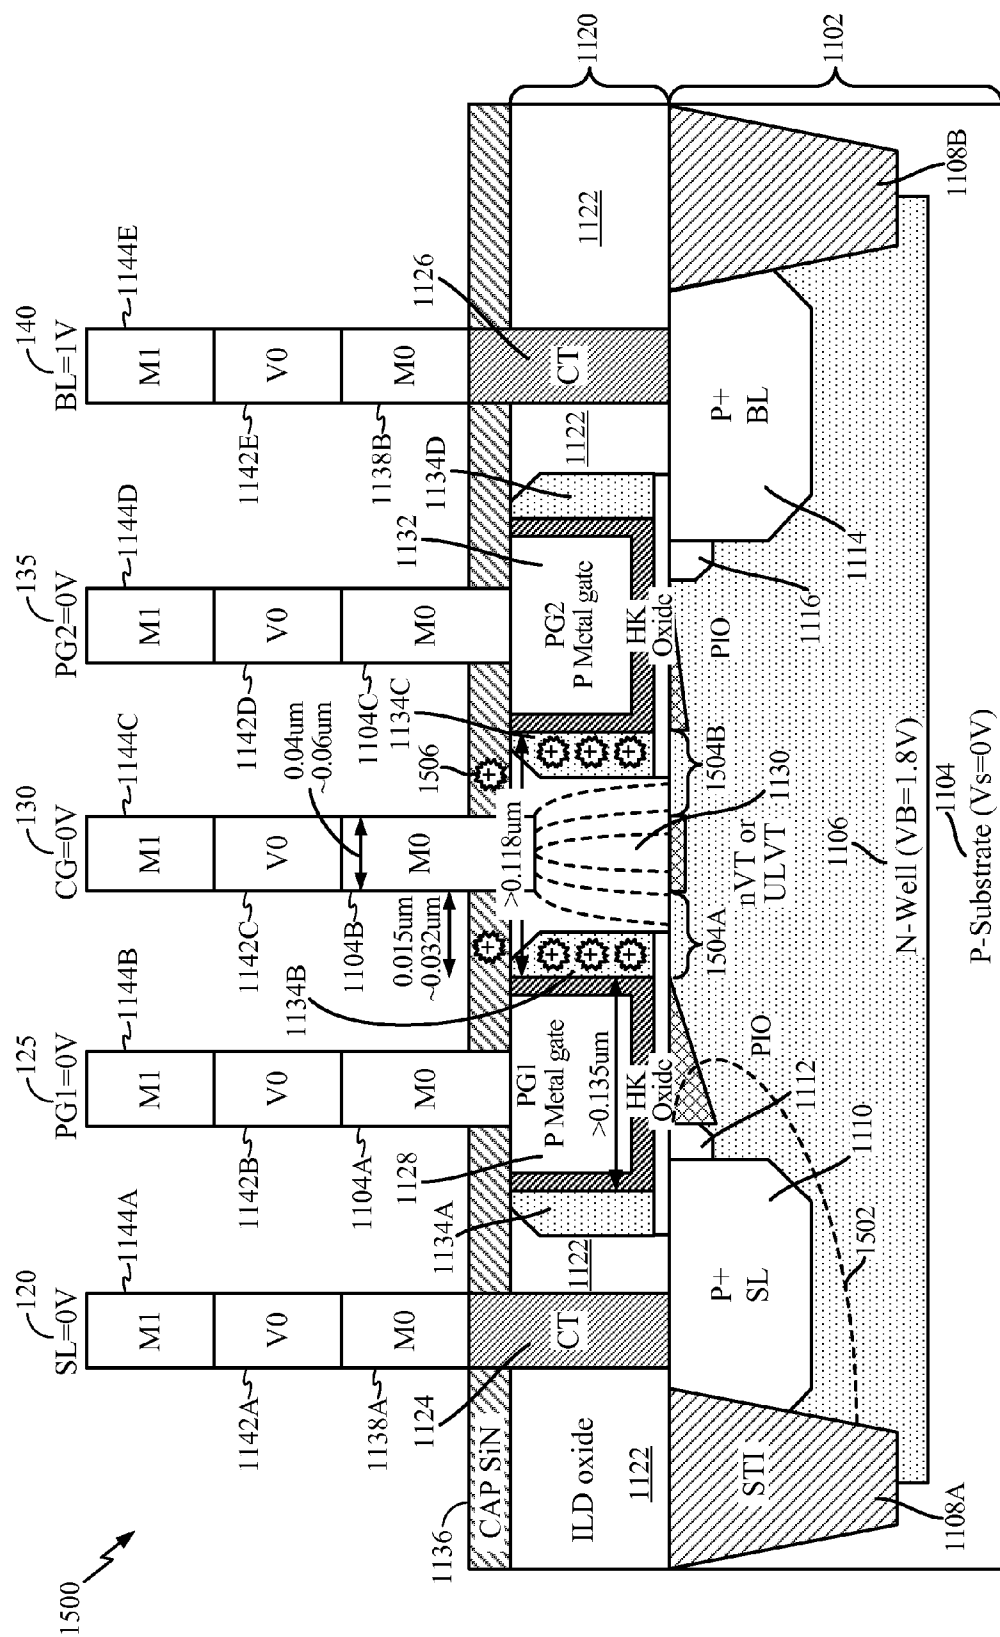 1500
SL=0V
120
PG1=0V
125
CG=0V
130
PG2=0V
135
BL=1V
140
M1
1144A
M1
1144B
M1
1144C
M1
1144D
M1
1144E
V0
1142A
V0
1142B
V0
1142C
V0
1142D
V0
1142E
0.04um
~0.06um
M0
1138A
M0
1104A
M0
1104B
M0
1104C
M0
1138B
1124
1128
1134A
1134B
0.015um
~0.032um
1506
1134C
1132
1134D
1126
1136
CAP SiN
ILD oxide
1122
CT
1122
PG1
P Metal gate
>0.135um
HK
Oxide
>0.118um
PG2
P Metal gate
HK
Oxide
1122
CT
1122
1120
STI
P+
SL
PIO
1504A
nVT or
ULVT
1504B
1130
PIO
P+
BL
1102
1108A
1502
1110
1112
1116
1114
1108B
1106
N-Well (VB=1.8V)
1104
P-Substrate (Vs=0V)